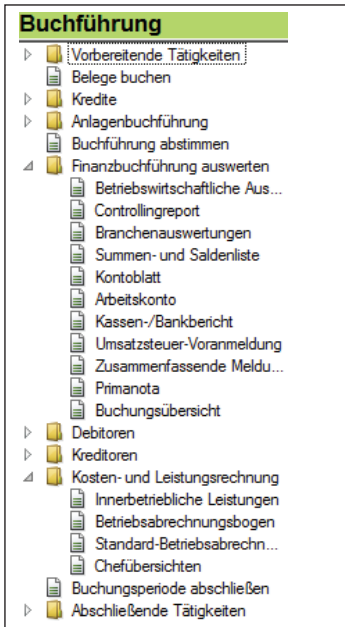 Buchführung
Vorbereitende Tätigkeiten
Belege buchen
Kredite
Anlagenbuchführung
Buchführung abstimmen
Finanzbuchführung auswerten
Betriebswirtschaftliche Aus...
Controllingreport
Branchenauswertungen
Summen- und Saldenliste
Kontoblatt
Arbeitskonto
Kassen-/Bankbericht
Umsatzsteuer-Voranmeldung
Zusammenfassende Meldu...
Primanota
Buchungsübersicht
Debitoren
Kreditoren
Kosten- und Leistungsrechnung
Innerbetriebliche Leistungen
Betriebsabrechnungsbogen
Standard-Betriebsabrechn...
Chefübersichten
Buchungsperiode abschließen
Abschließende Tätigkeiten